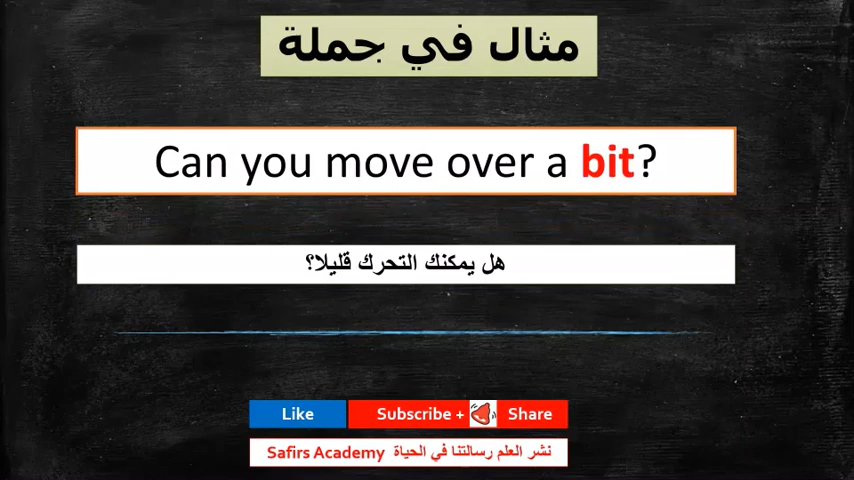 مثال في جملة
Can you move over a bit?
هل يمكنك التحرك قليلا؟
Like Subscribe + Share
نشر العلم رسالتنا في الحياة Safirs Academy